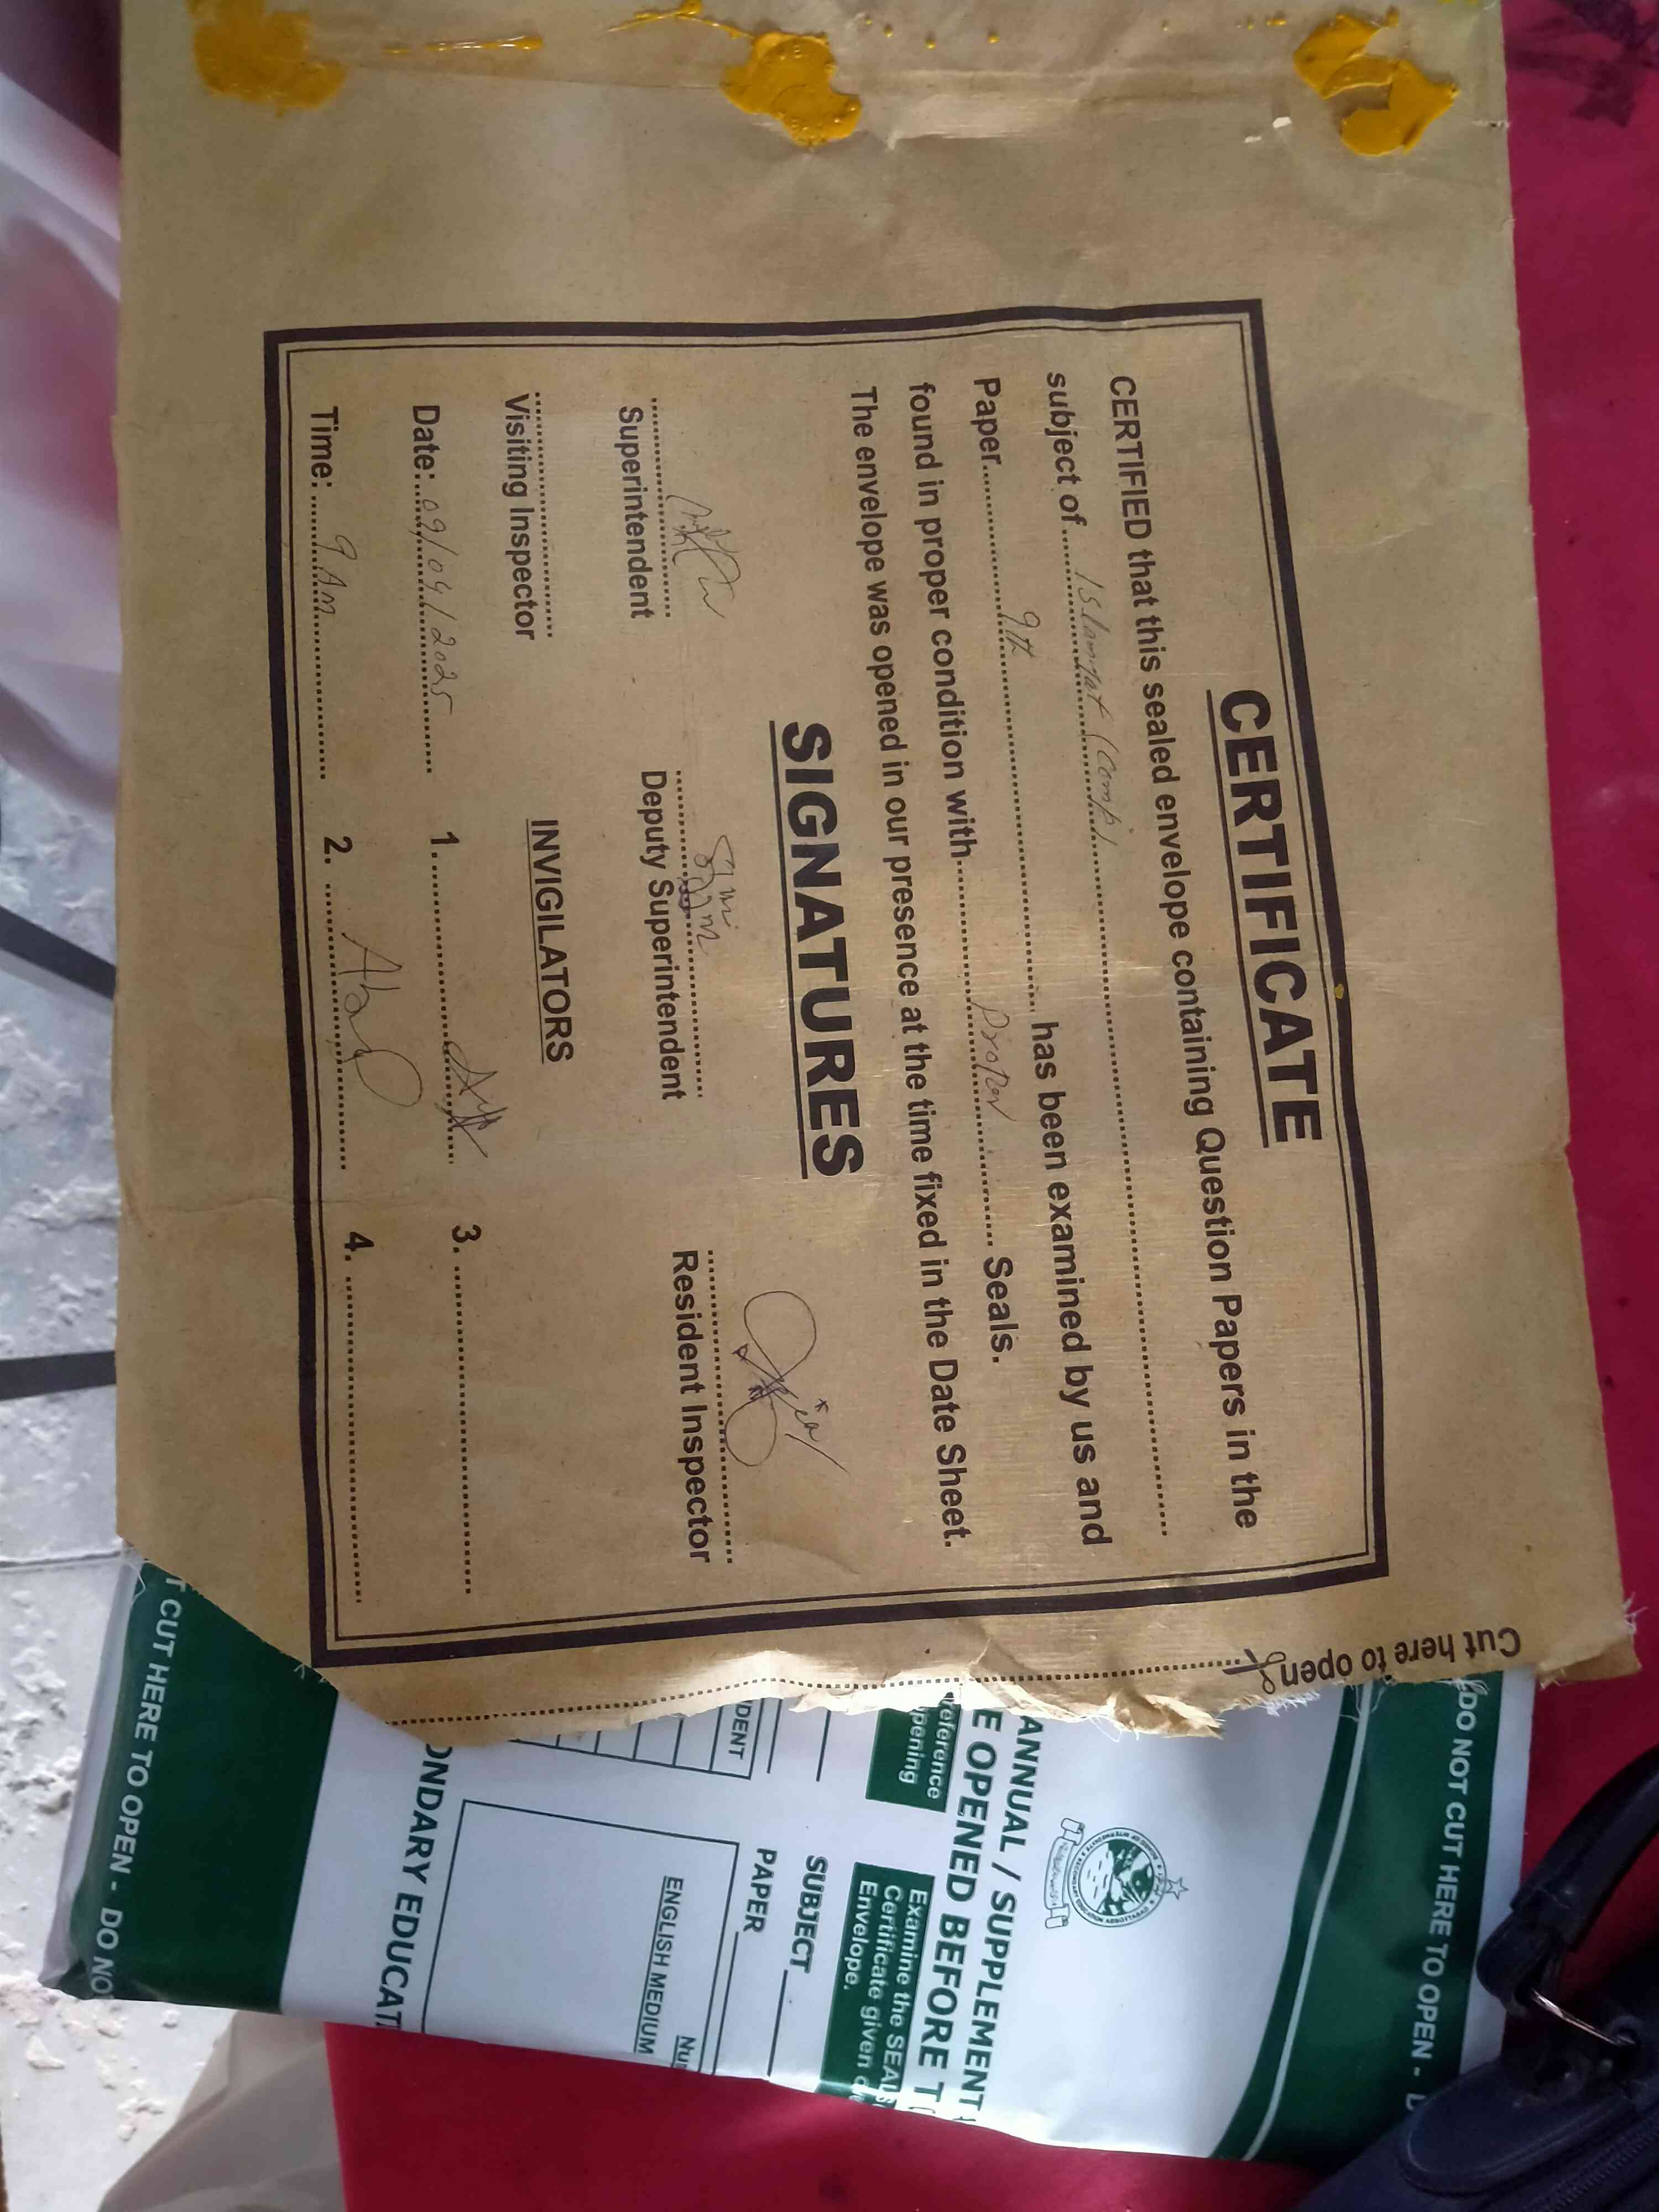 CERTIFICATE
CERTIFIED that this sealed envelope containing Question Papers in the
subject of Islamyat (Comp)
Paper 9th has been examined by us and
found in proper condition with Proper Seals.
The envelope was opened in our presence at the time fixed in the Date Sheet.
SIGNATURES
Superintendent Deputy Superintendent Resident Inspector
Visiting Inspector INVIGILATORS
Date: 09/04/2025 1. 3.
Time: 9 Am 2. 4.
Cut here to open
DO NOT CUT HERE TO OPEN -
ANNUAL / SUPPLEMENT
E OPENED BEFORE T
eference
pening
Examine the SEALS
Certificate given
Envelope.
SUBJECT
PAPER
DENT
ENGLISH MEDIUM
ONDARY EDUCAT
T CUT HERE TO OPEN - DO NO